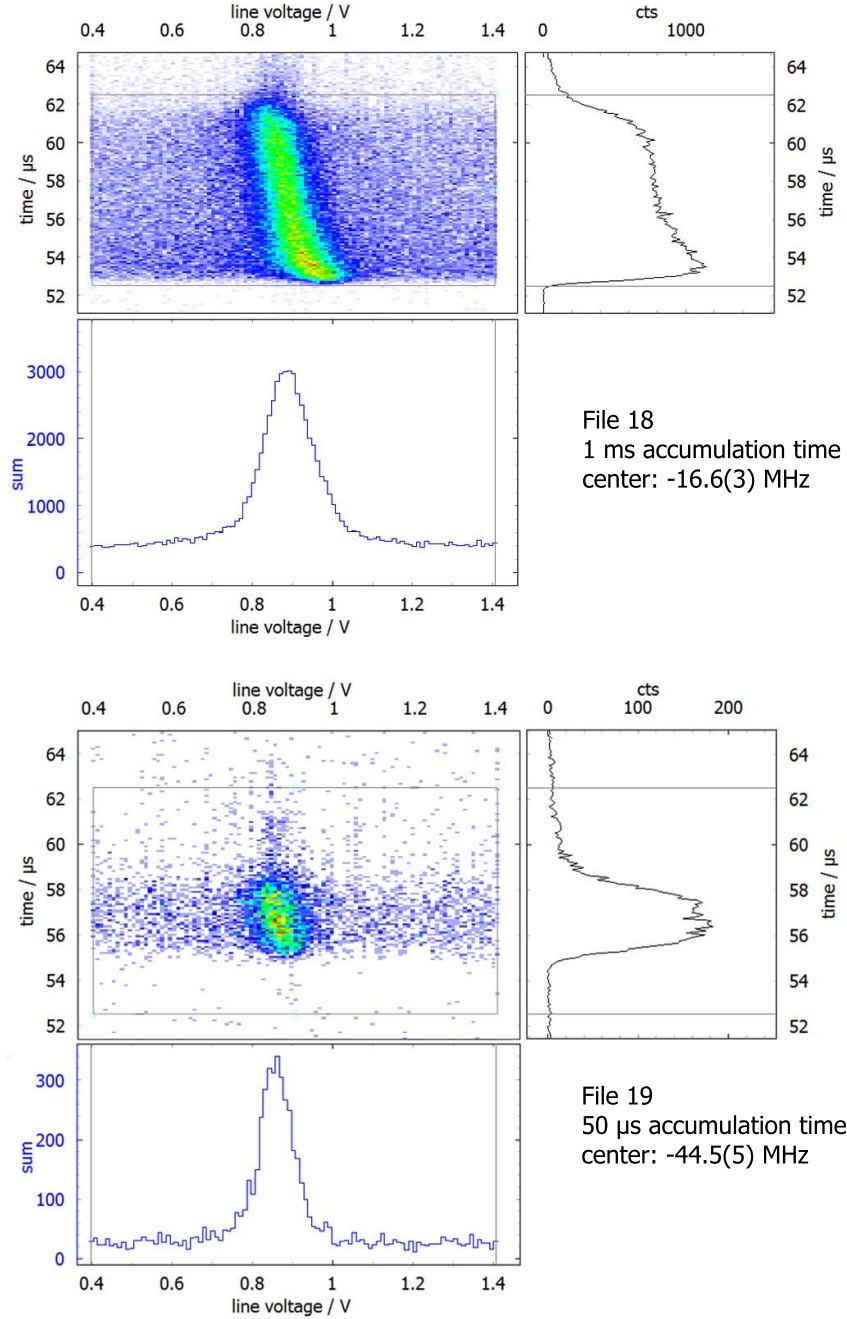 line voltage / V
cts
0.4 0.6 0.8 1 1.2 1.4
0 1000
64
62
60
58
56
54
52
time / µs
64
62
60
58
56
54
52
time / µs
3000
2000
1000
0
sum
0.4 0.6 0.8 1 1.2 1.4
line voltage / V
File 18
1 ms accumulation time
center: -16.6(3) MHz
line voltage / V
cts
0.4 0.6 0.8 1 1.2 1.4
0 100 200
64
62
60
58
56
54
52
time / µs
64
62
60
58
56
54
52
time / µs
300
200
100
0
sum
0.4 0.6 0.8 1 1.2 1.4
line voltage / V
File 19
50 µs accumulation time
center: -44.5(5) MHz